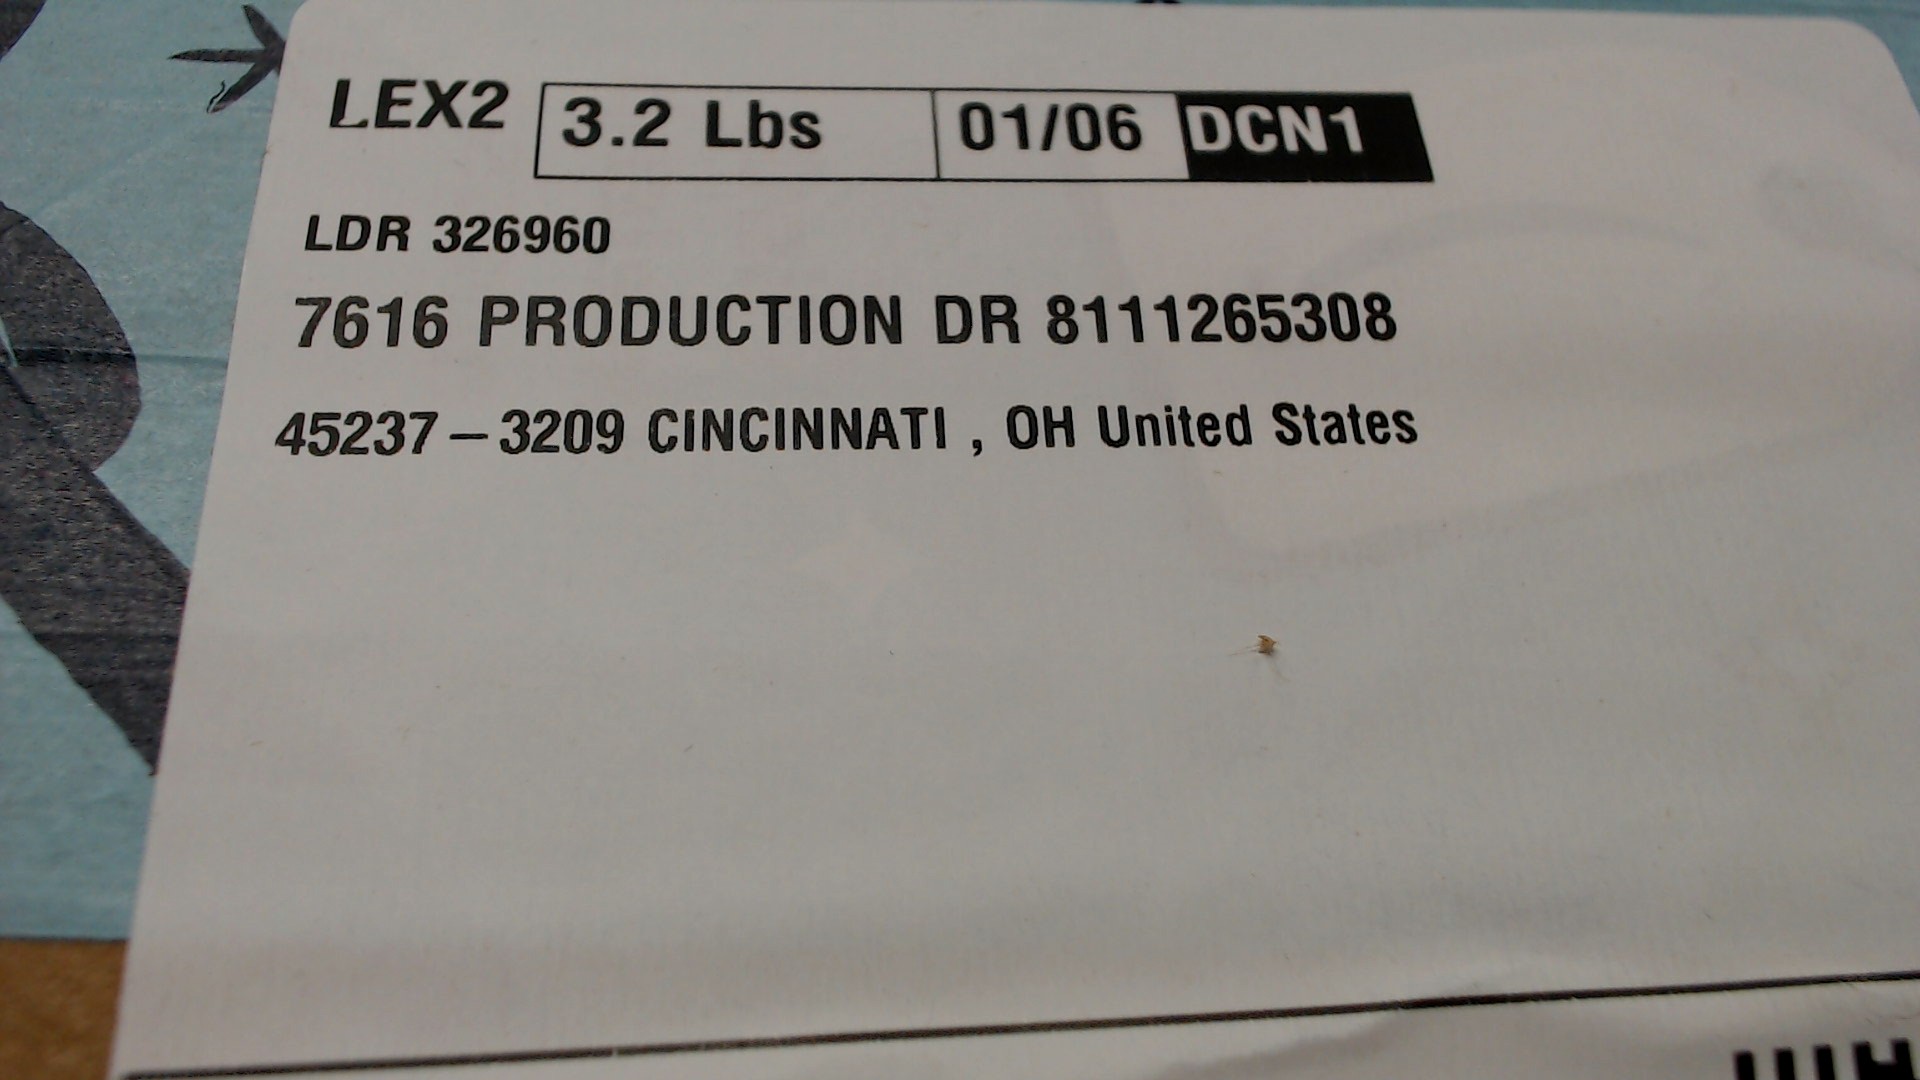 LEX2 3.2 Lbs 01/06 DCN1
LDR 326960
7616 PRODUCTION DR 8111265308
45237-3209 CINCINNATI , OH United States